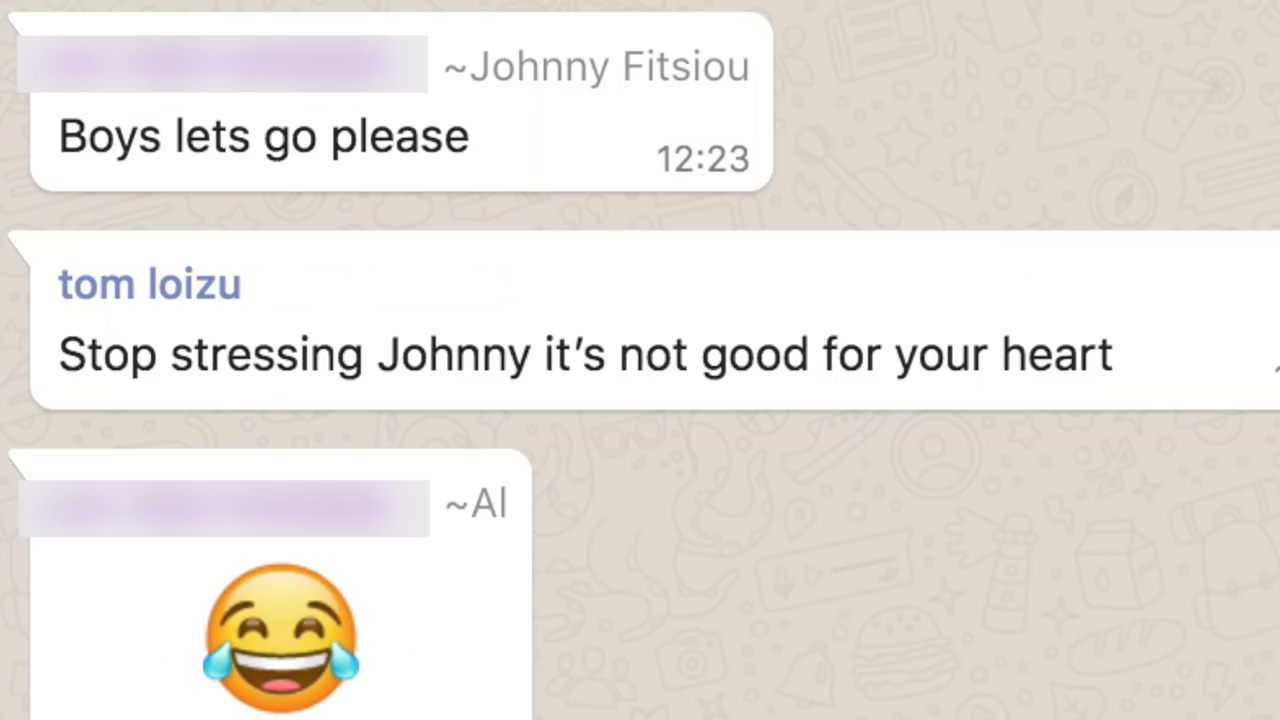 ~Johnny Fitsiou
Boys lets go please
12:23
tom loizu
Stop stressing Johnny it’s not good for your heart
~Al